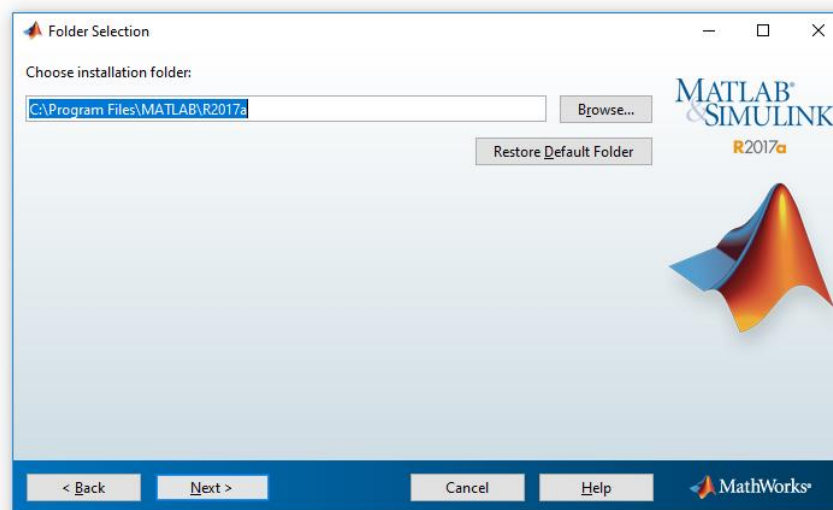 Folder Selection
Choose installation folder:
C:\Program Files\MATLAB\R2017a
Browse...
Restore Default Folder
MATLAB®
&SIMULINK
R2017a
< Back
Next >
Cancel
Help
MathWorks®